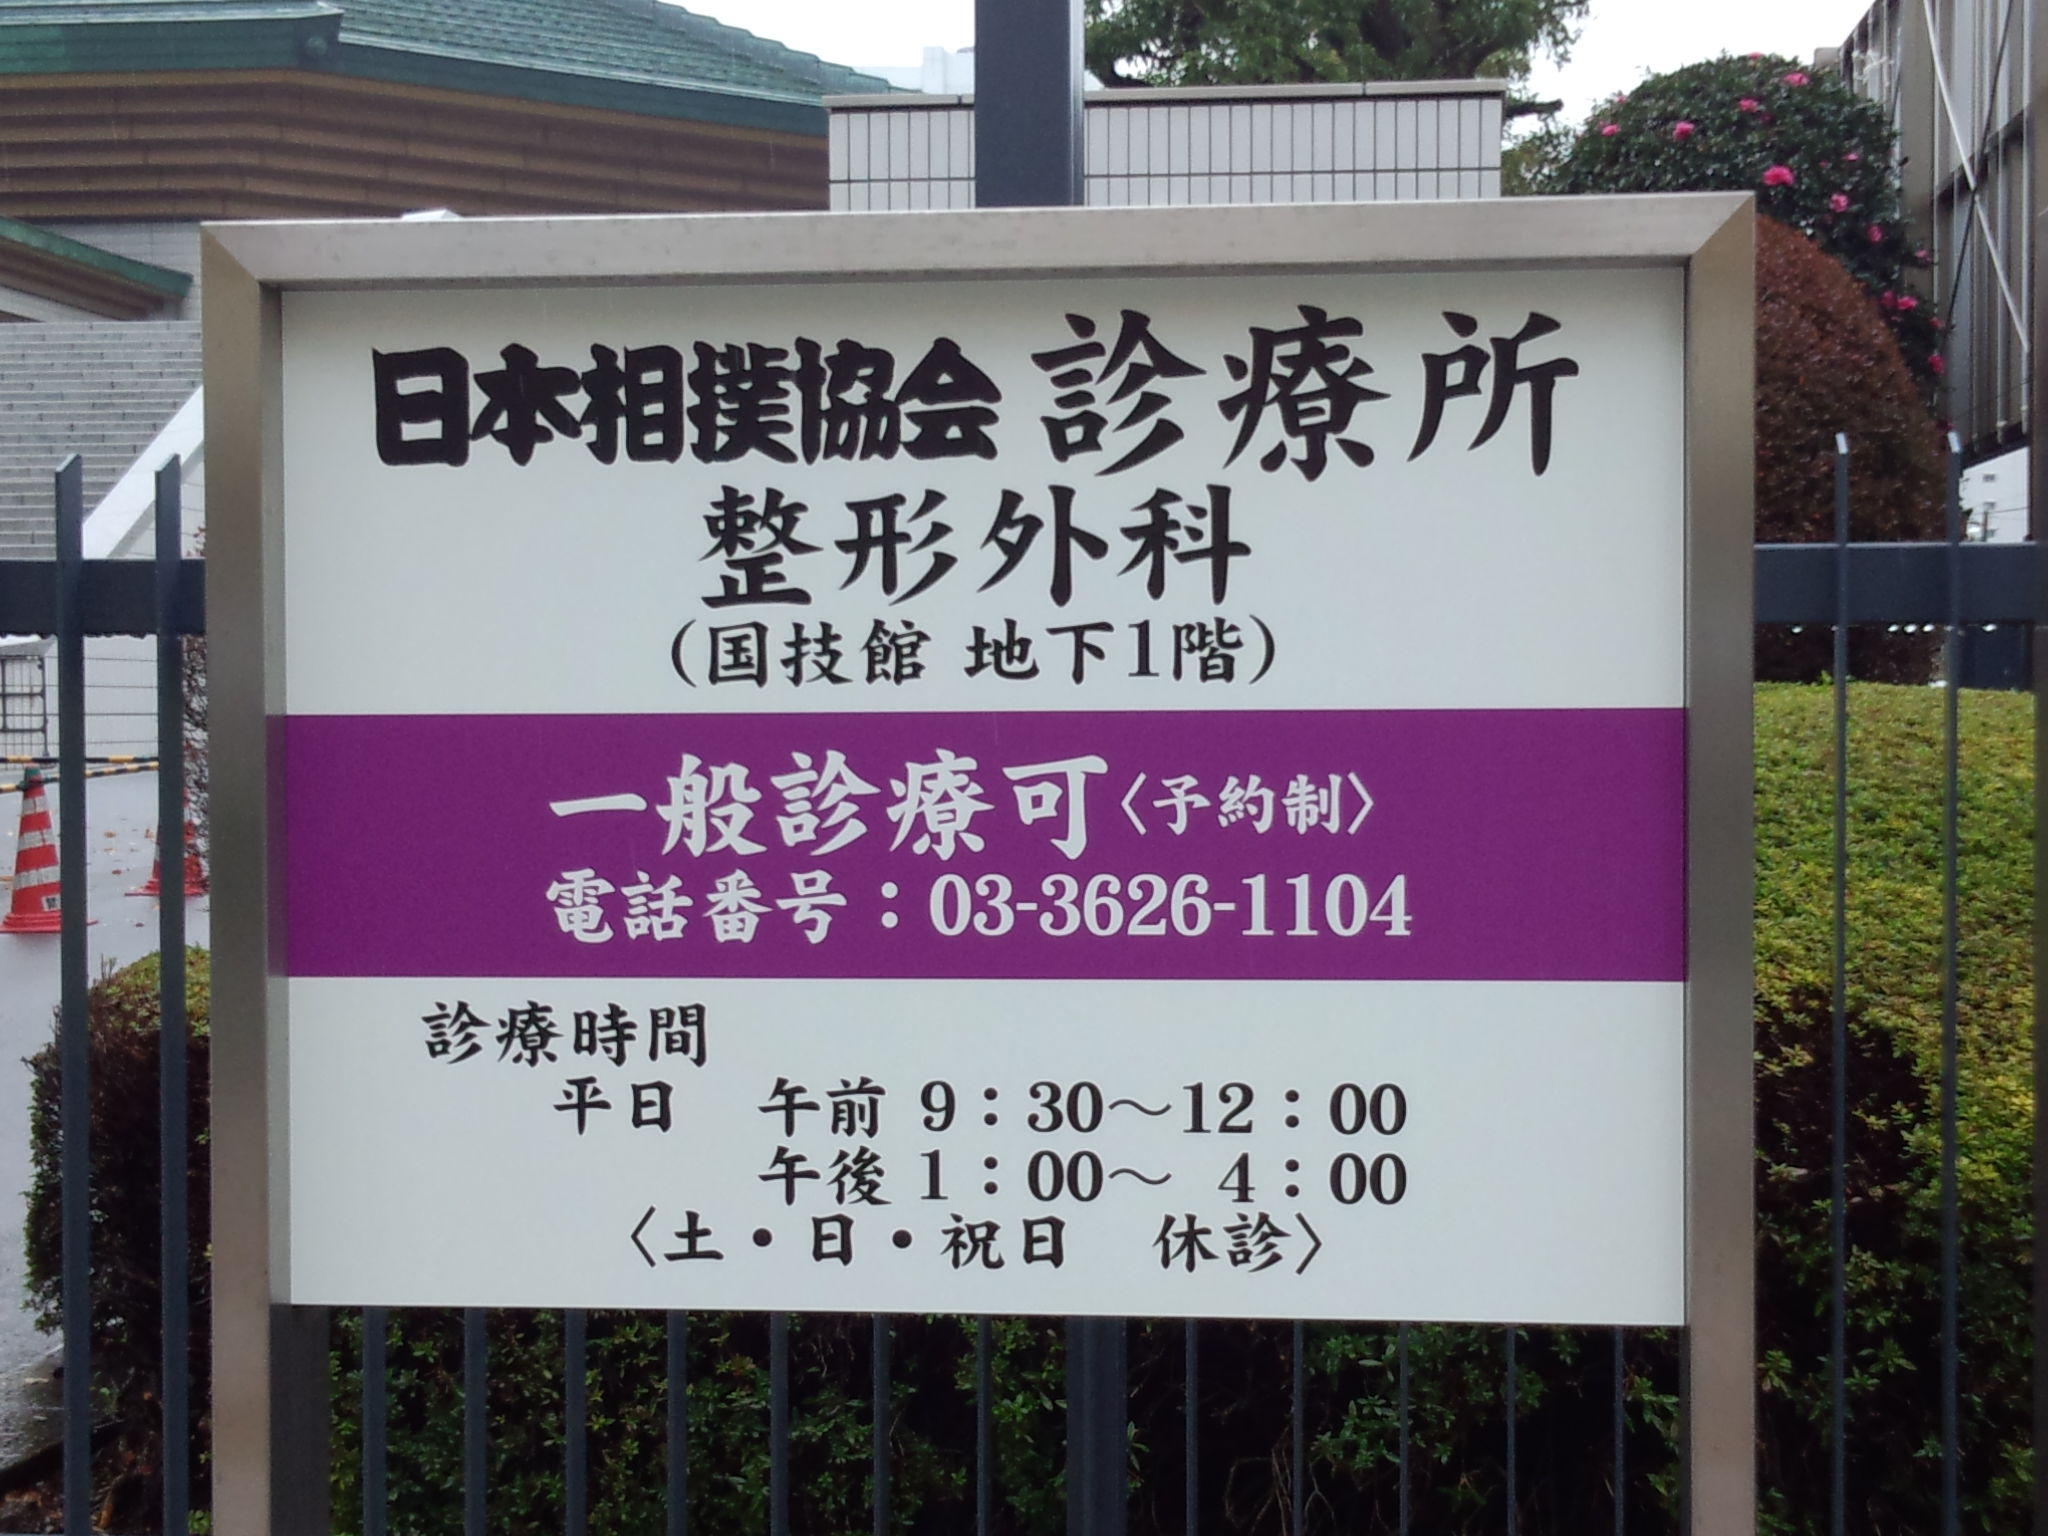 日本相撲協会 診療所
整形外科
(国技館 地下1階)
一般診療可〈予約制〉
電話番号：03-3626-1104
診療時間
平日 午前 9：30～12：00
午後 1：00～ 4：00
〈土・日・祝日 休診〉